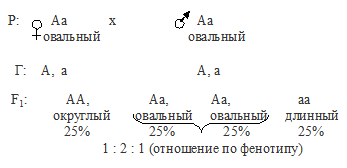 Р: ♀ Аа х ♂ Аа
овальный овальный
Г: А, а А, а
F₁: АА, Аа, Аа, аа
округлый овальный овальный длинный
25% 25% 25% 25%
1 : 2 : 1 (отношение по фенотипу)